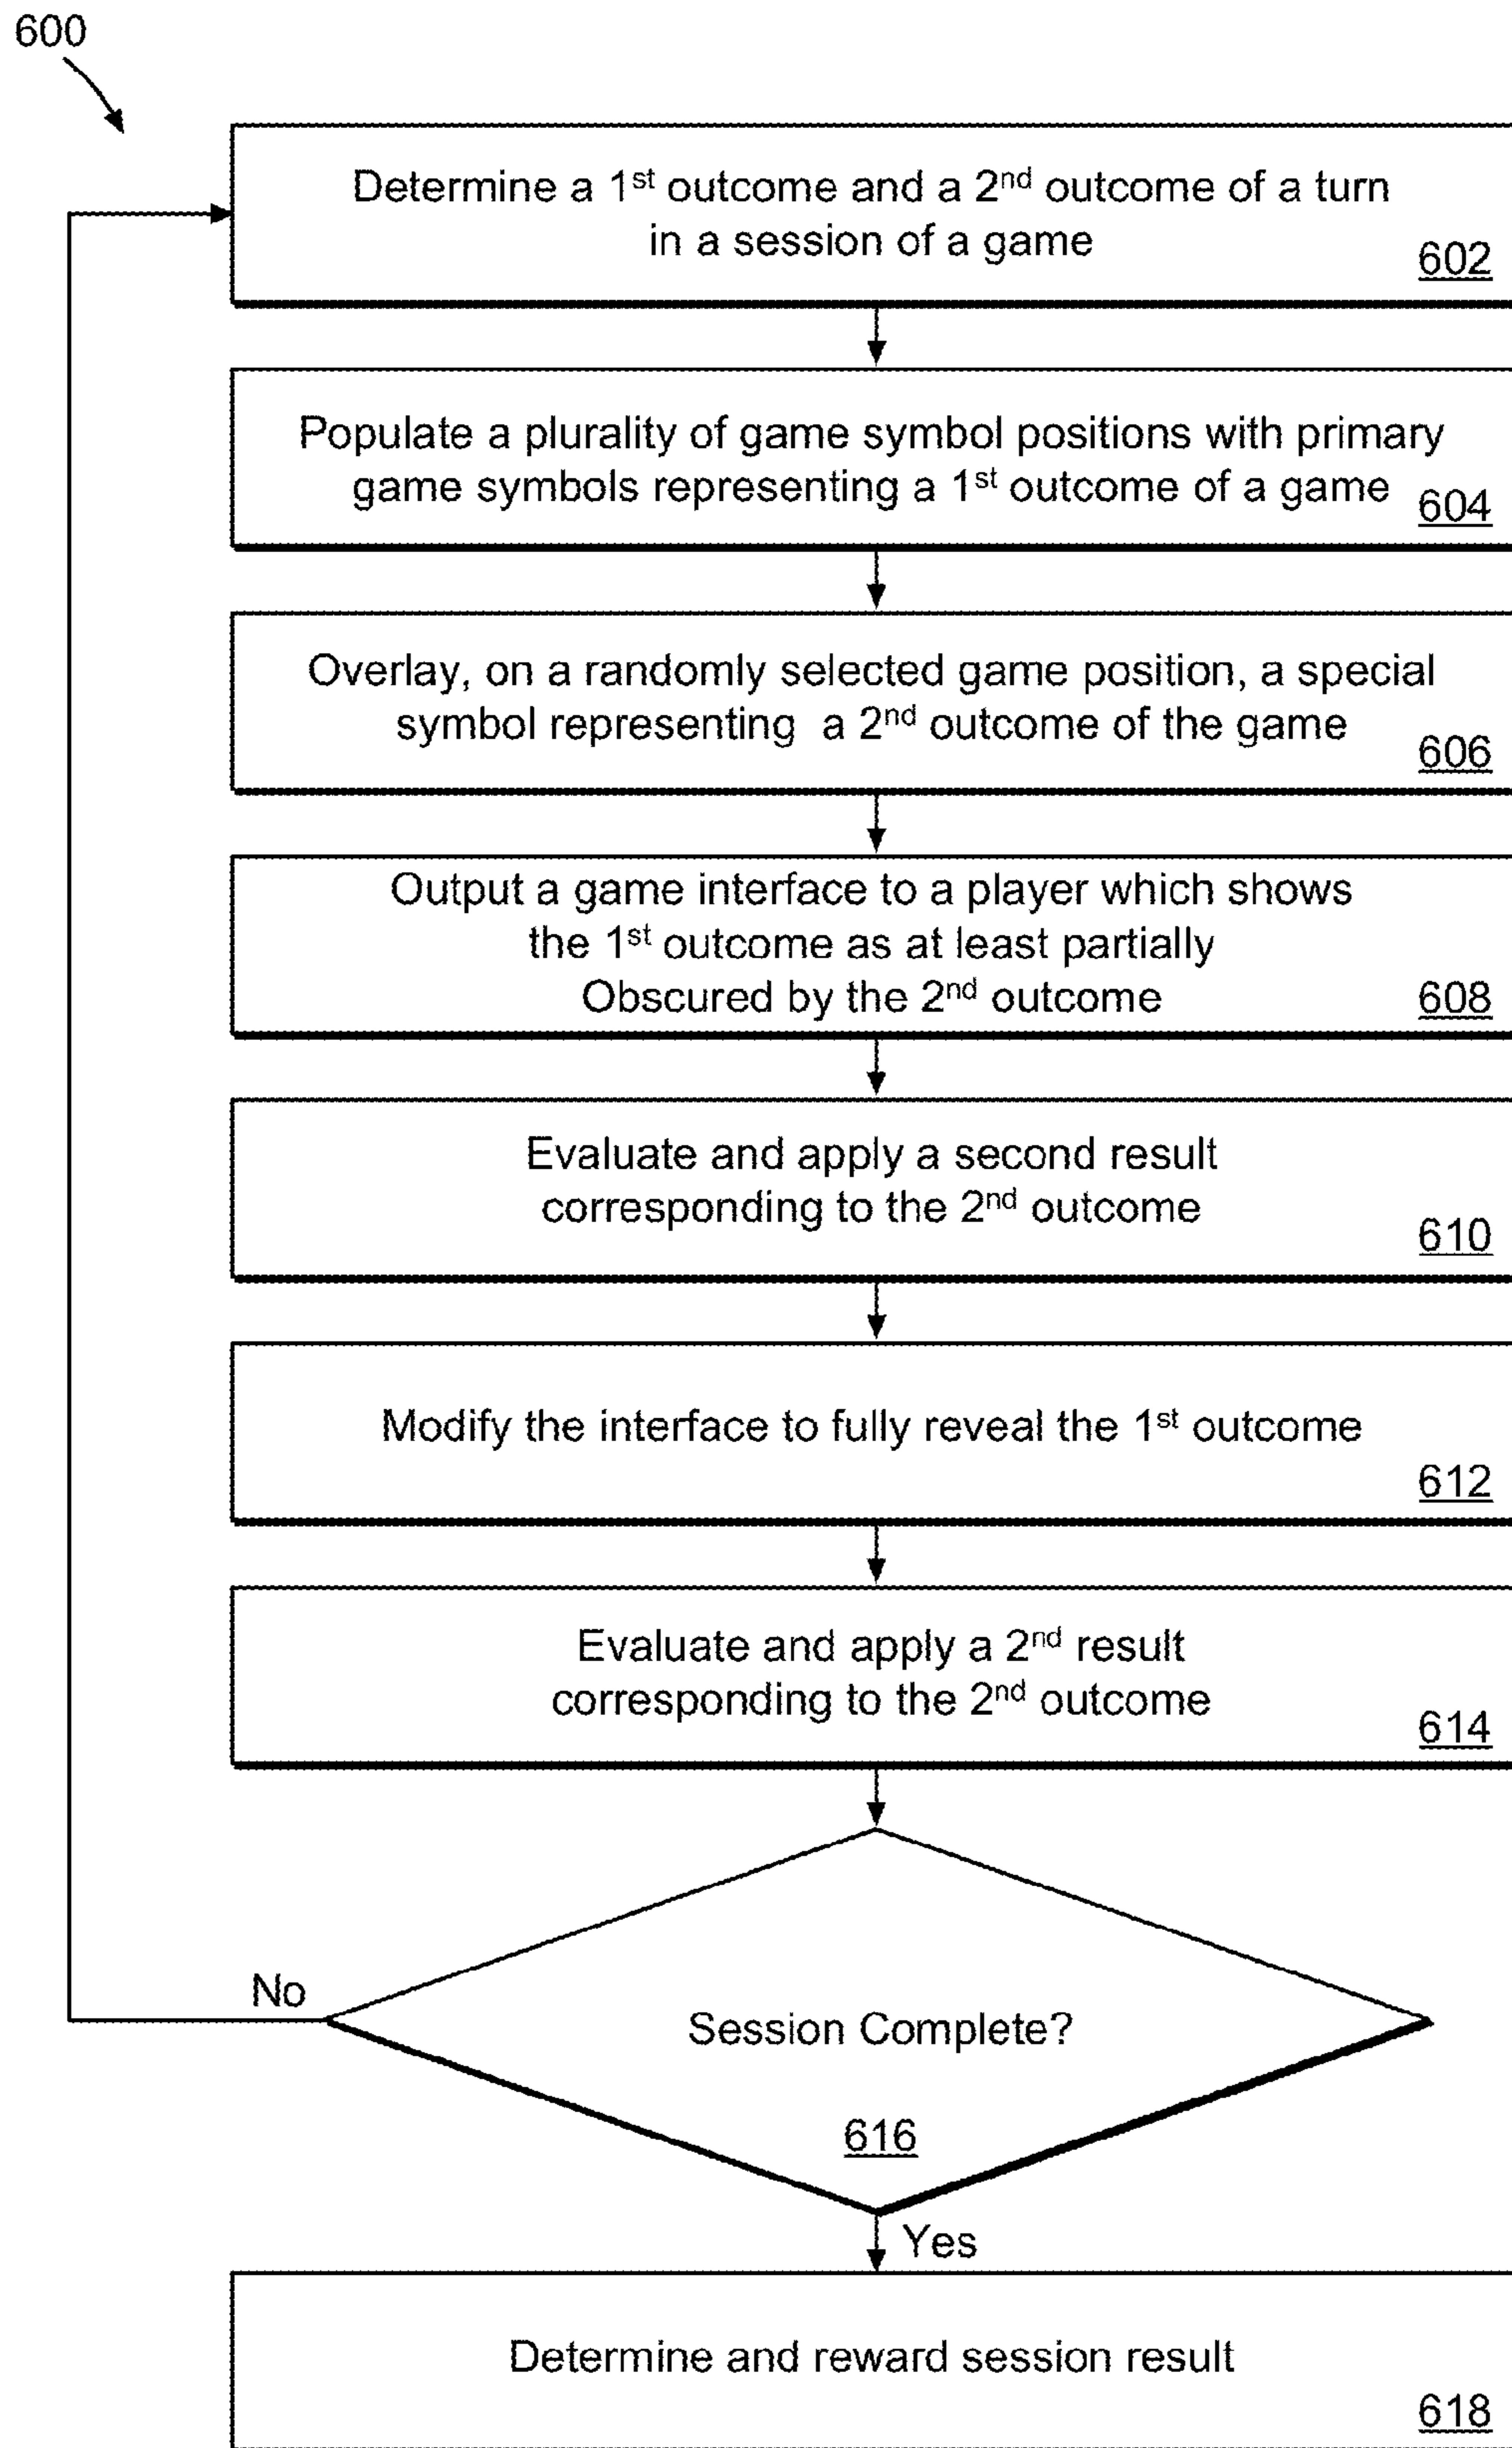 600
Determine a 1st outcome and a 2nd outcome of a turn
in a session of a game
602
Populate a plurality of game symbol positions with primary
game symbols representing a 1st outcome of a game
604
Overlay, on a randomly selected game position, a special
symbol representing a 2nd outcome of the game
606
Output a game interface to a player which shows
the 1st outcome as at least partially
Obscured by the 2nd outcome
608
Evaluate and apply a second result
corresponding to the 2nd outcome
610
Modify the interface to fully reveal the 1st outcome
612
Evaluate and apply a 2nd result
corresponding to the 2nd outcome
614
No
Session Complete?
616
Yes
Determine and reward session result
618